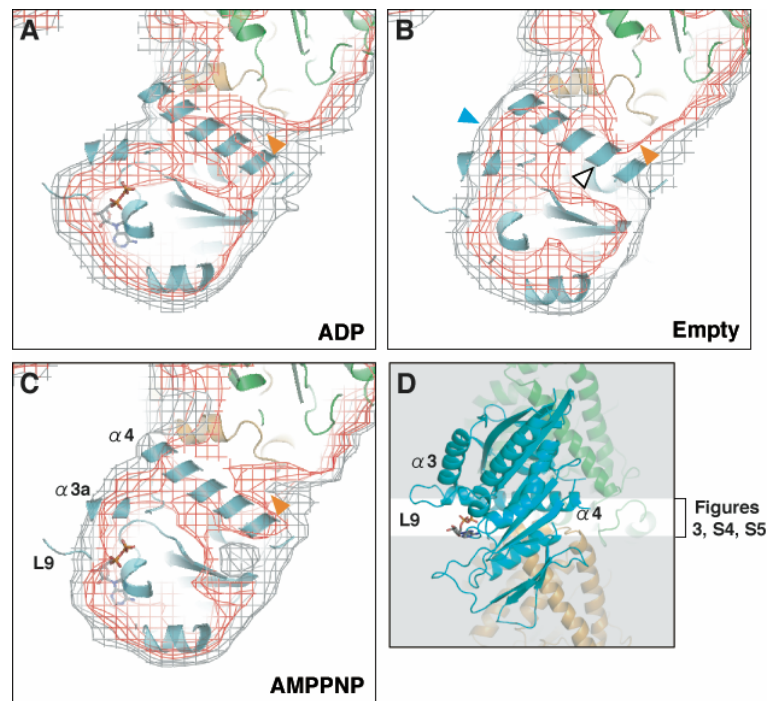 A
ADP
B
Empty
C
α4
α3a
L9
AMPPNP
D
α3
L9
α4
Figures
3, S4, S5